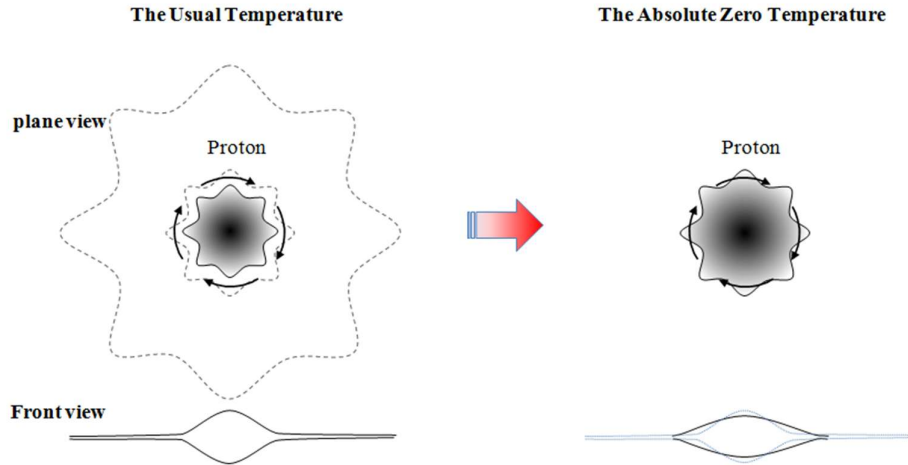 The Usual Temperature
The Absolute Zero Temperature
plane view
Proton
Proton
Front view